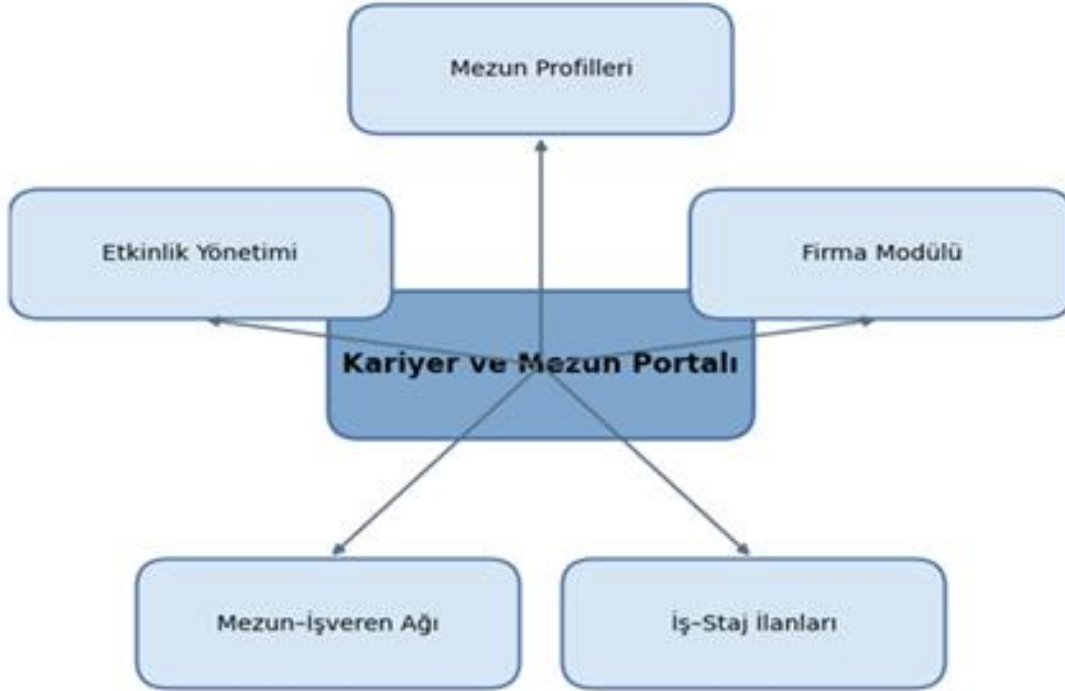 Mezun Profilleri
Etkinlik Yönetimi
Firma Modülü
Kariyer ve Mezun Portalı
Mezun–İşveren Ağı
İş–Staj İlanları